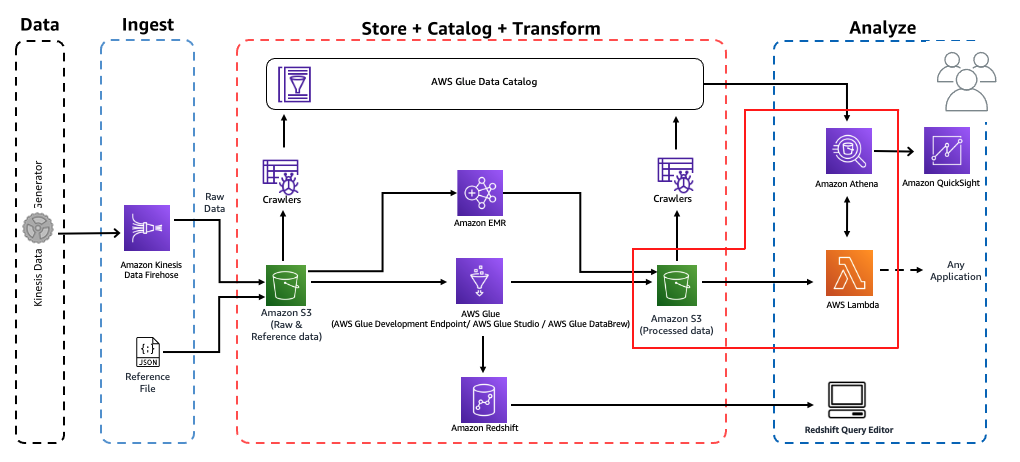 Data
Ingest
Store + Catalog + Transform
Analyze
AWS Glue Data Catalog
Kinesis Data Generator
Raw
Data
Crawlers
Crawlers
Amazon Athena
Amazon QuickSight
Amazon EMR
Amazon Kinesis
Data Firehose
Any
Application
AWS Lambda
Amazon S3
(Raw &
Reference data)
AWS Glue
(AWS Glue Development Endpoint/ AWS Glue Studio / AWS Glue DataBrew)
Amazon S3
(Processed data)
{;}
JSON
Reference
File
Amazon Redshift
Redshift Query Editor